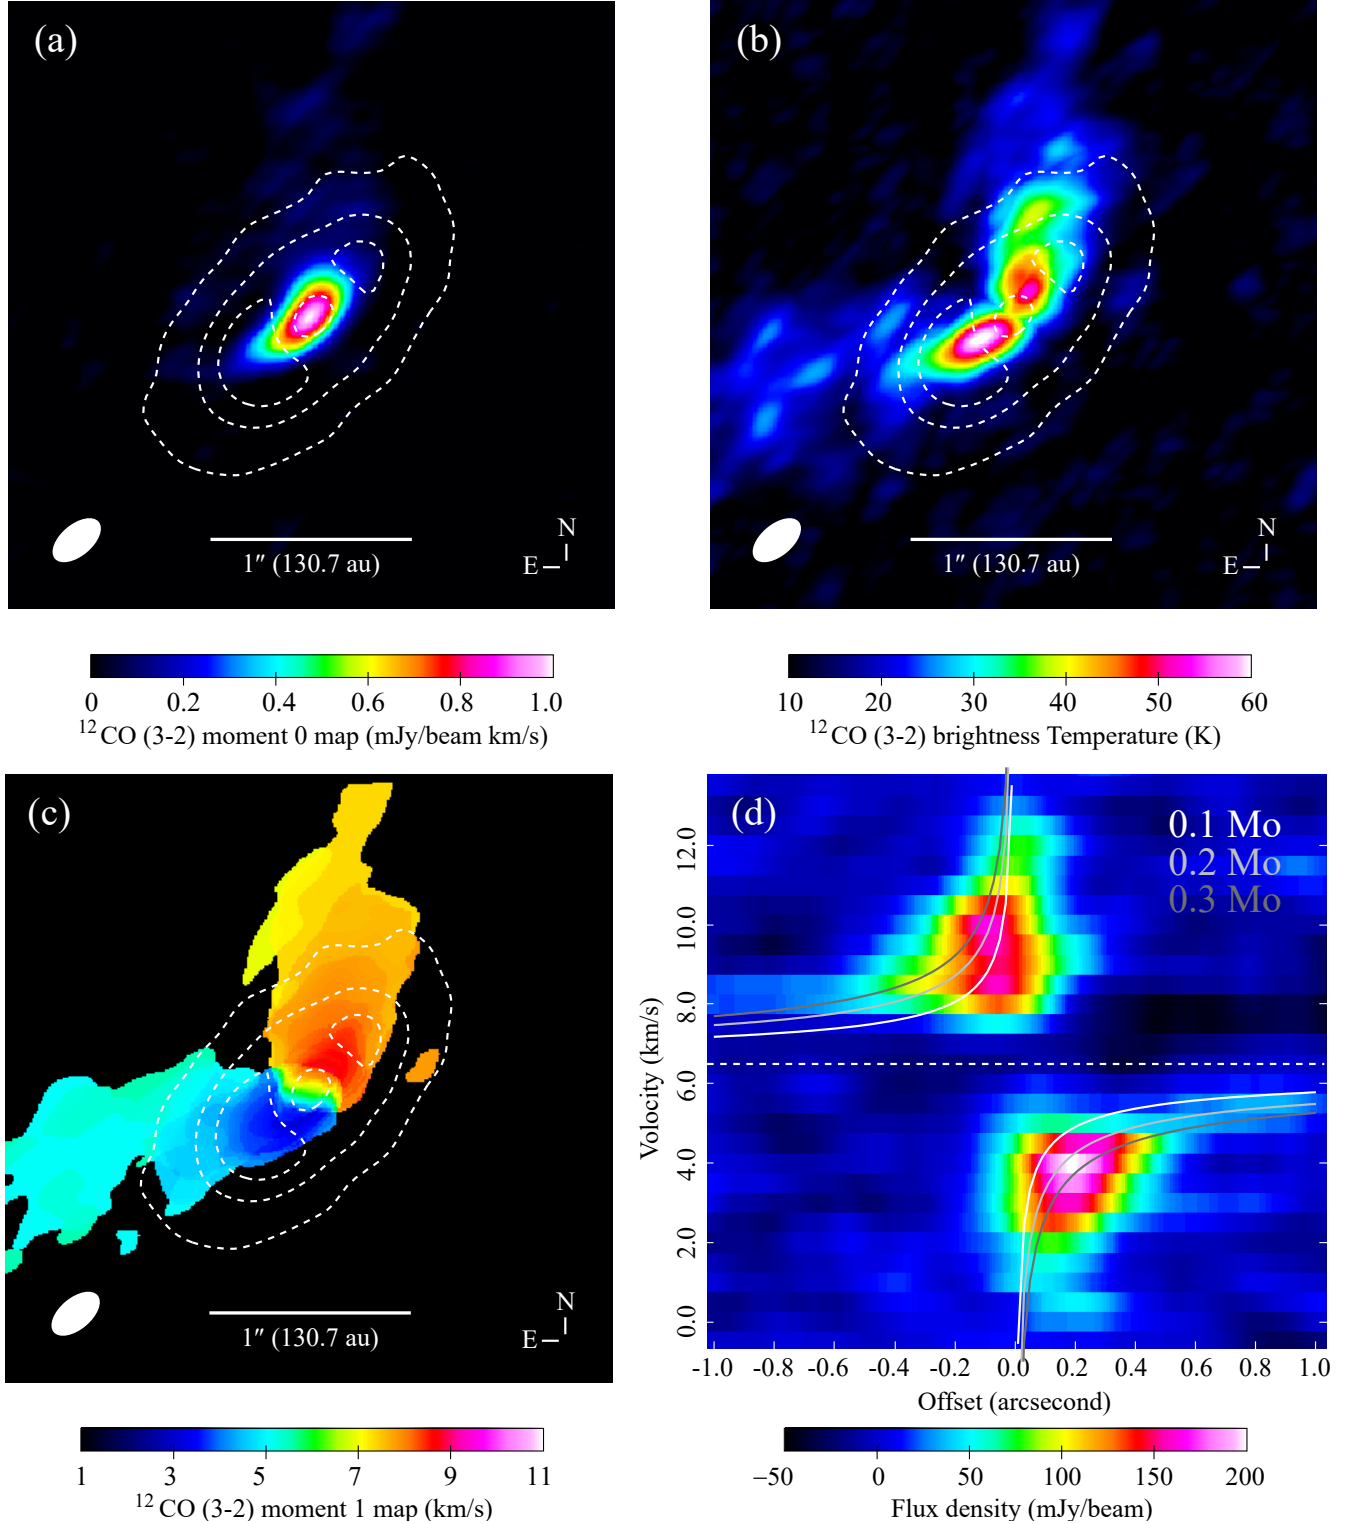 (a)
N
E
1″ (130.7 au)
0 0.2 0.4 0.6 0.8 1.0
12CO (3-2) moment 0 map (mJy/beam km/s)
(b)
N
E
1″ (130.7 au)
10 20 30 40 50 60
12CO (3-2) brightness Temperature (K)
(c)
N
E
1″ (130.7 au)
1 3 5 7 9 11
12CO (3-2) moment 1 map (km/s)
(d)
0.1 Mo
0.2 Mo
0.3 Mo
12.0
10.0
8.0
6.0
4.0
2.0
0.0
Volocity (km/s)
-1.0 -0.8 -0.6 -0.4 -0.2 0.0 0.2 0.4 0.6 0.8 1.0
Offset (arcsecond)
−50 0 50 100 150 200
Flux density (mJy/beam)